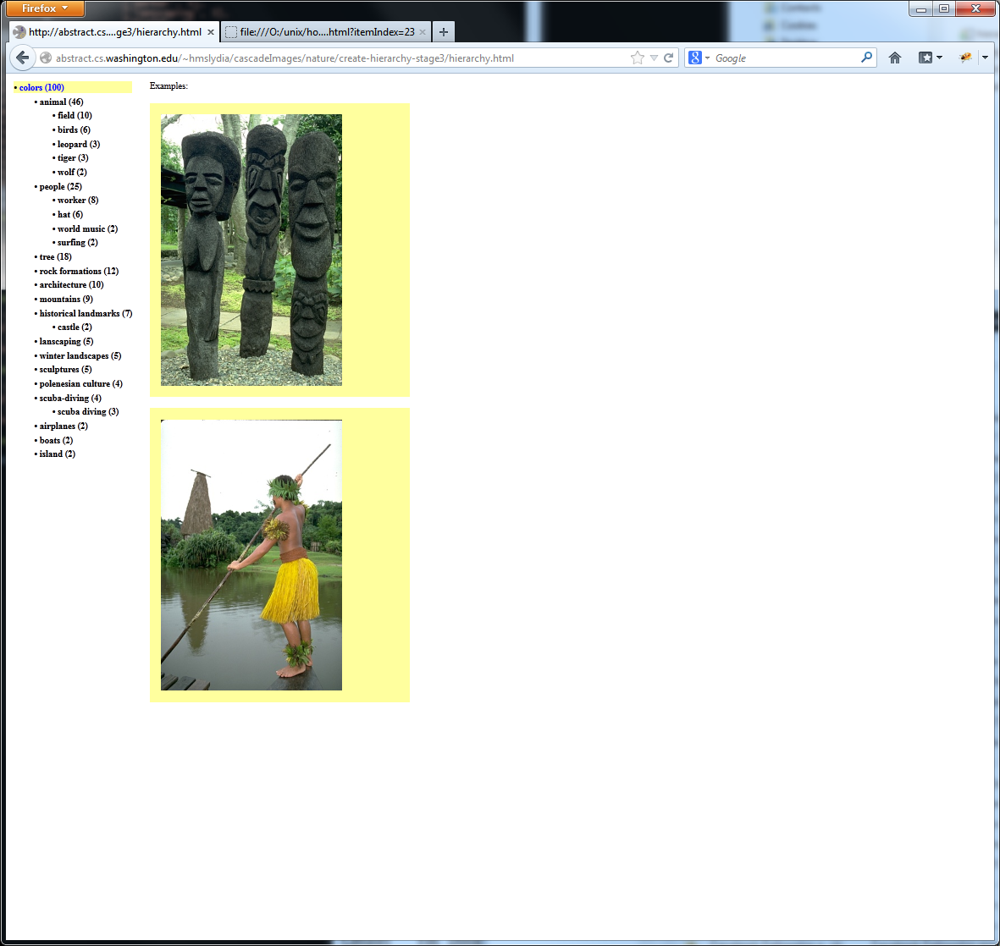 Firefox
Contacts
Cookies
http://abstract.cs....ge3/hierarchy.html
file:///O:/unix/ho....html?itemIndex=23
abstract.cs.washington.edu/~hmslydia/cascadeImages/nature/create-hierarchy-stage3/hierarchy.html
8 Google
• colors (100)
• animal (46)
• field (10)
• birds (6)
• leopard (3)
• tiger (3)
• wolf (2)
• people (25)
• worker (8)
• hat (6)
• world music (2)
• surfing (2)
• tree (18)
• rock formations (12)
• architecture (10)
• mountains (9)
• historical landmarks (7)
• castle (2)
• lanscaping (5)
• winter landscapes (5)
• sculptures (5)
• polenesian culture (4)
• scuba-diving (4)
• scuba diving (3)
• airplanes (2)
• boats (2)
• island (2)
Examples: